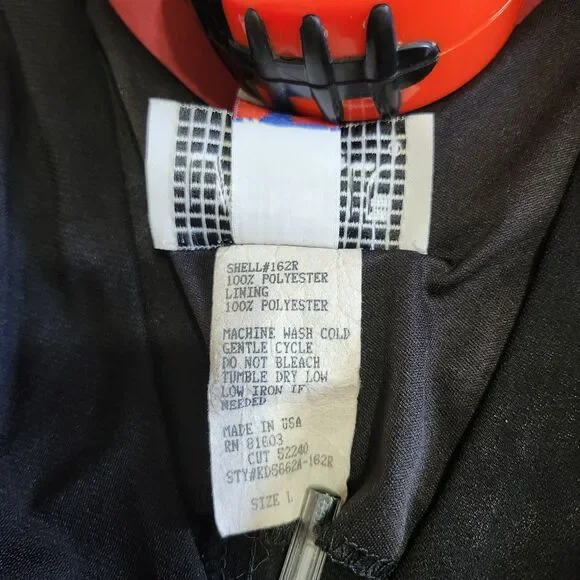 SHELL#162R
100% POLYESTER
LINING
100% POLYESTER
MACHINE WASH COLD
GENTLE CYCLE
DO NOT BLEACH
TUMBLE DRY LOW
LOW IRON IF
NEEDED
MADE IN USA
RN 81603
CUT 52240
STY#KDS662A-162R
SIZE L